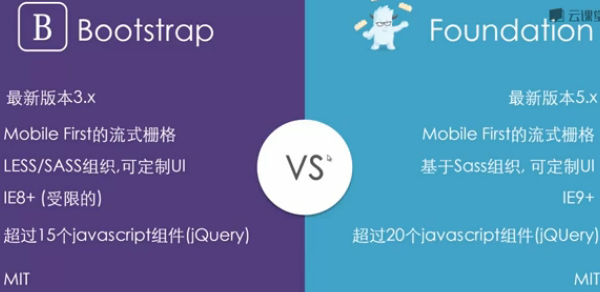 B Bootstrap
Foundation
云课堂
最新版本3.x
最新版本5.x
Mobile First的流式栅格
Mobile First的流式栅格
LESS/SASS组织,可定制UI
基于Sass组织, 可定制UI
VS
IE8+ (受限的)
IE9+
超过15个javascript组件(jQuery)
超过20个javascript组件(jQUery)
MIT
MIT